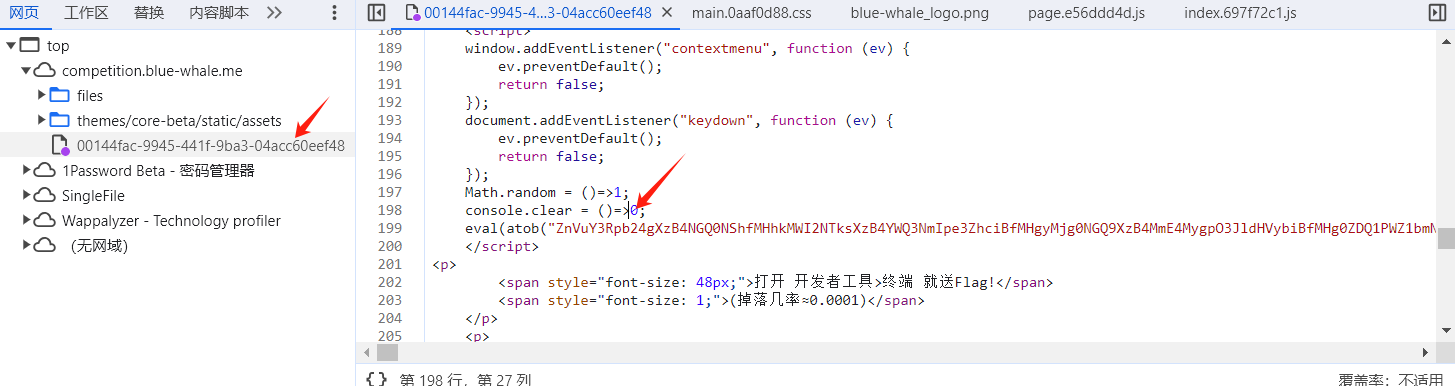 网页 工作区 替换 内容脚本
00144fac-9945-4…3-04acc60eef48 main.0aaf0d88.css blue-whale_logo.png page.e56ddd4d.js index.697f72c1.js
top
competition.blue-whale.me
files
themes/core-beta/static/assets
00144fac-9945-441f-9ba3-04acc60eef48
1Password Beta - 密码管理器
SingleFile
Wappalyzer - Technology profiler
（无网域）
188 <script>
189 window.addEventListener("contextmenu", function (ev) {
190 ev.preventDefault();
191 return false;
192 });
193 document.addEventListener("keydown", function (ev) {
194 ev.preventDefault();
195 return false;
196 });
197 Math.random = ()=>1;
198 console.clear = ()=>0;
199 eval(atob("ZnVuY3Rpb24gXzB4NGQ0NShfMHhkMWI2NTksXzB4YWQ3NmIpe3ZhciBfMHgyMjg0NGQ9XzB4MmE4MygpO3JldHVybiBfMHg0ZDQ1PWZ1bm
200 </script>
201 <p>
202 <span style="font-size: 48px;">打开 开发者工具>终端 就送Flag!</span>
203 <span style="font-size: 1;">(掉落几率≈0.0001)</span>
204 </p>
205 <p>
{} 第 198 行，第 27 列 覆盖率：不适用